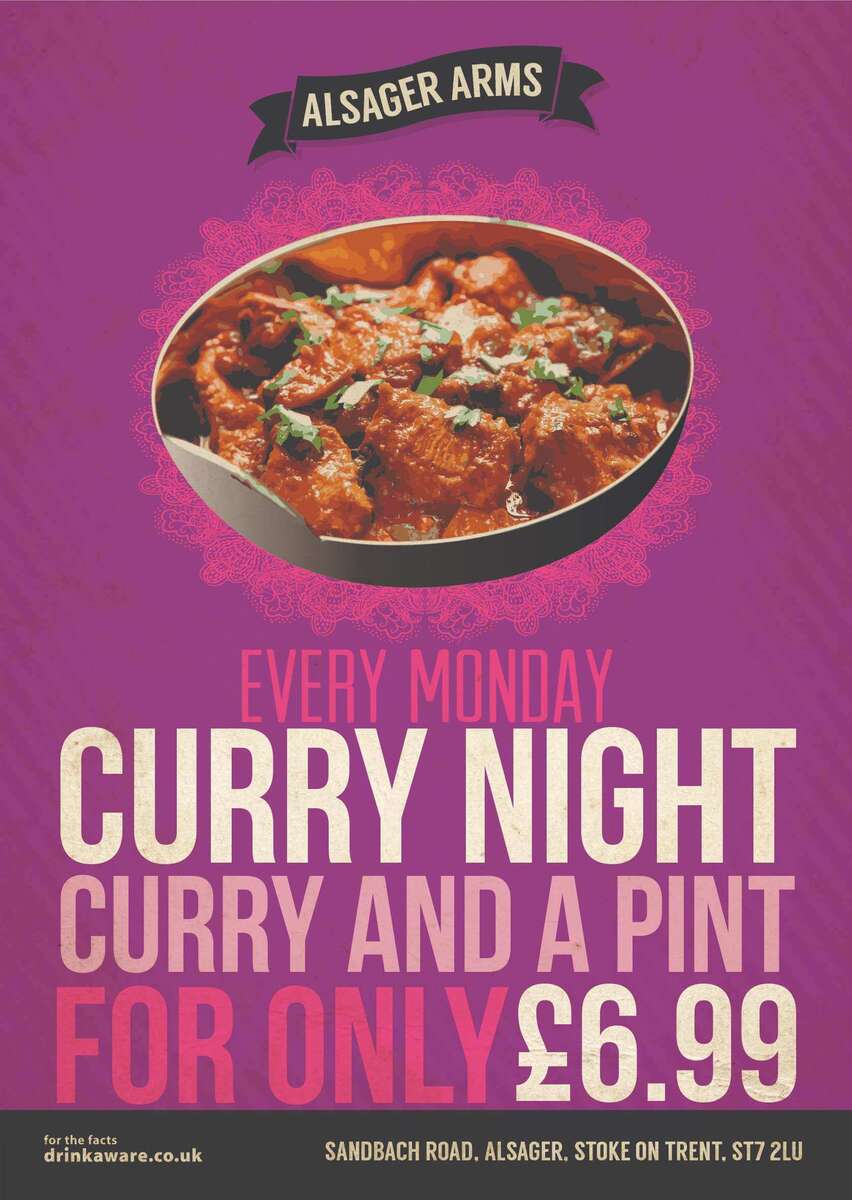 ALSAGER ARMS
EVERY MONDAY
CURRY NIGHT
CURRY AND A PINT
FOR ONLY £6.99
for the facts
drinkaware.co.uk
SANDBACH ROAD, ALSAGER, STOKE ON TRENT, ST7 2LU